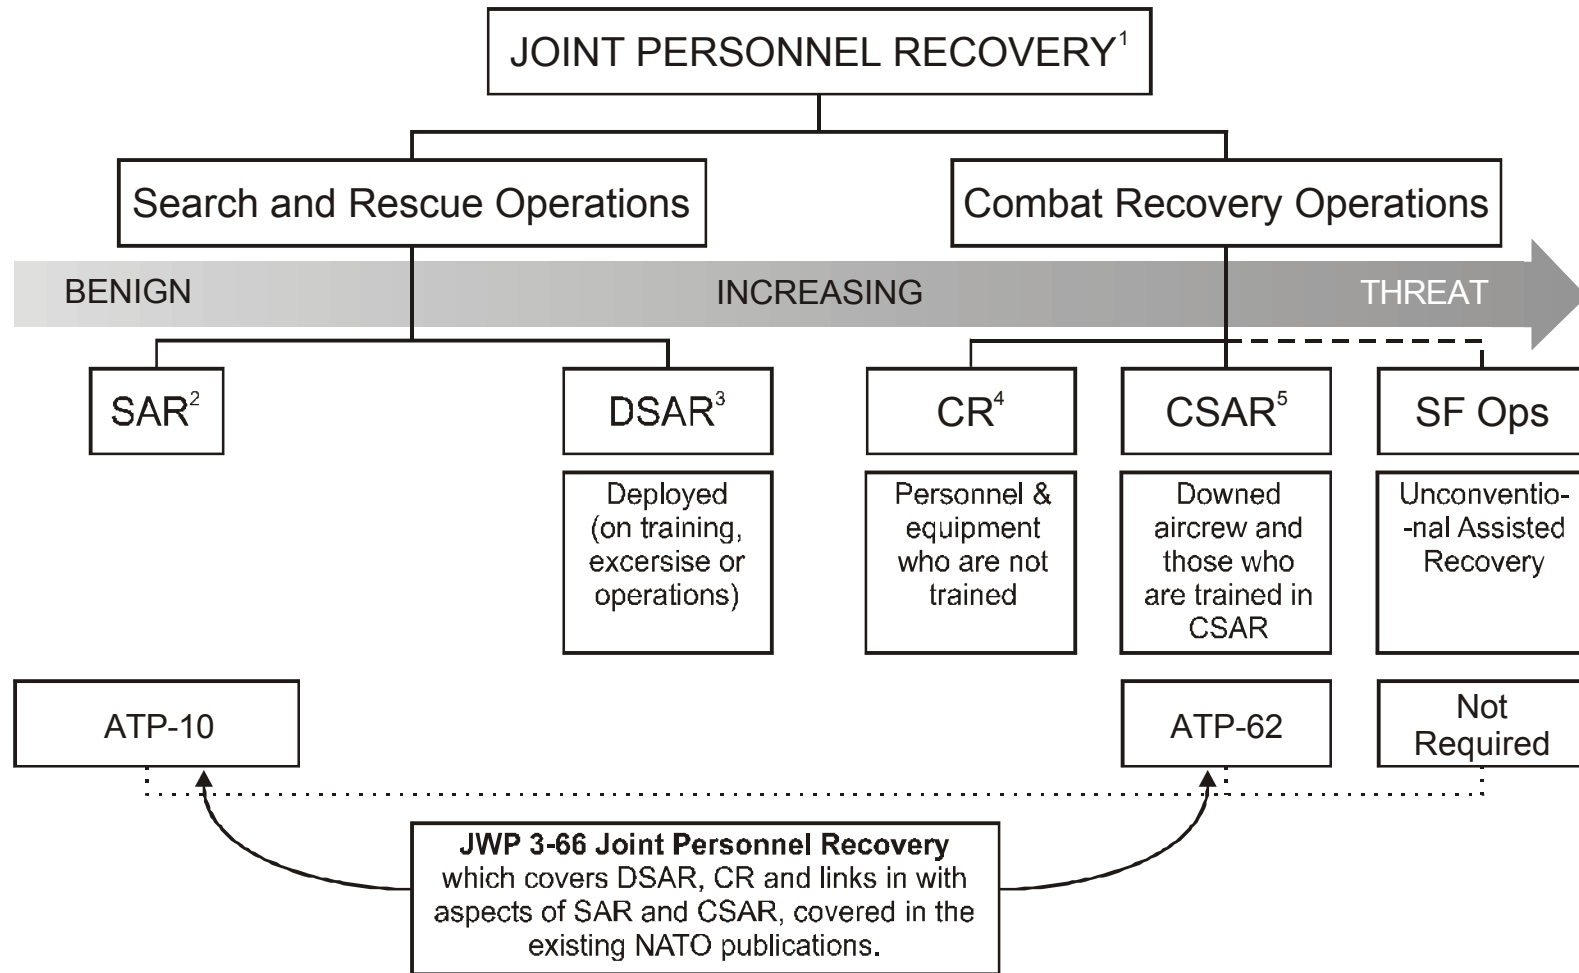 JOINT PERSONNEL RECOVERY1
Search and Rescue Operations
Combat Recovery Operations
BENIGN
INCREASING
THREAT
SAR2
DSAR3
CR4
CSAR5
SF Ops
Deployed
(on training,
excersise or
operations)
Personnel &
equipment
who are not
trained
Downed
aircrew and
those who
are trained in
CSAR
Unconventio-
-nal Assisted
Recovery
ATP-10
ATP-62
Not
Required
JWP 3-66 Joint Personnel Recovery
which covers DSAR, CR and links in with
aspects of SAR and CSAR, covered in the
existing NATO publications.